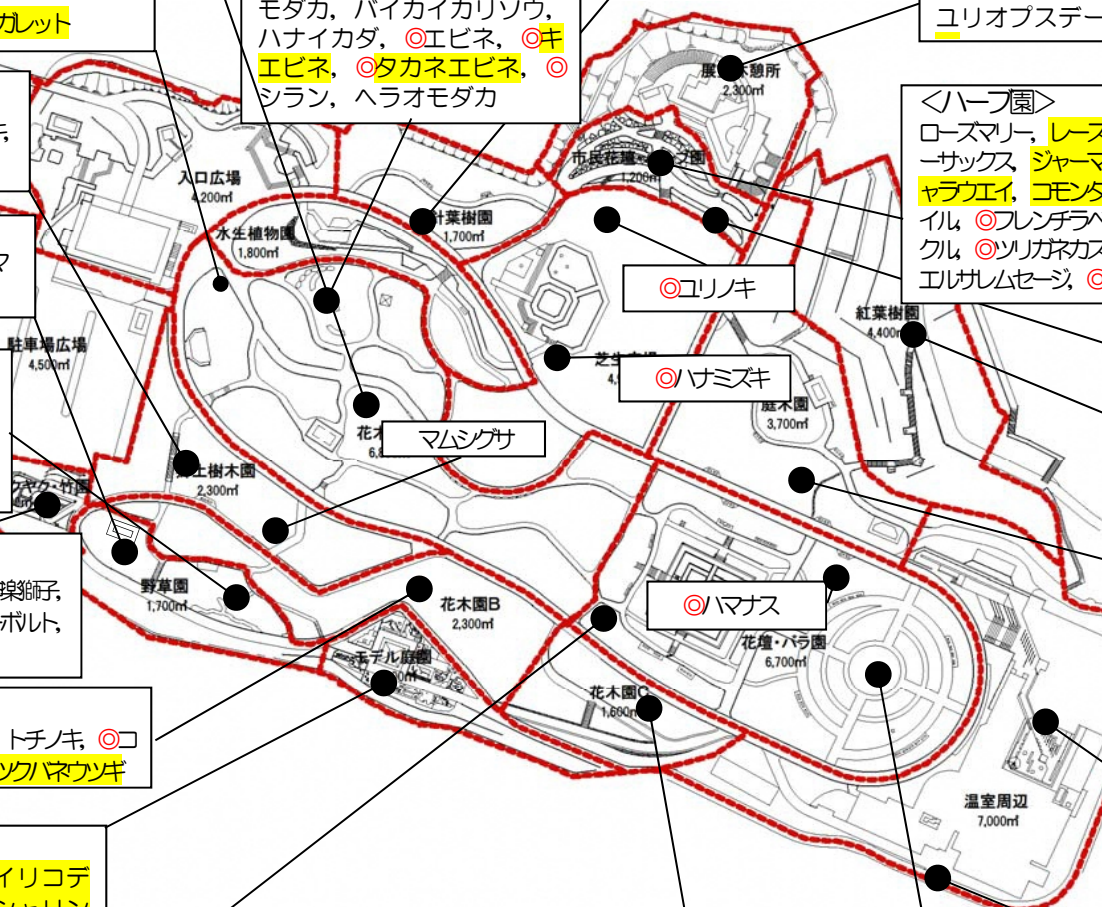 ガレット
モダカ，バイカイカリソウ，
ハナイカダ，◎エビネ，◎キ
エビネ，◎タカネエビネ，◎
シラン，ヘラオモダカ
ユリオプスデー
<ハーブ園>
ローズマリー，レース
ーサックス，ジャーマ
ャラウエイ，コモンタ
イル，◎フレンチラベ
クル，◎ツリガネカス
エルサレムセージ，◎
2,300㎡
1,200㎡
入口広場
4,200㎡
水生植物園
1,800㎡
針葉樹園
1,700㎡
◎ユリノキ
◎ハナミズキ
紅葉樹園
4,400㎡
庭木園
3,700㎡
駐車場広場
4,500㎡
マ
マムシグサ
樹木園
2,300㎡
野草園
1,700㎡
楽獅子，
ボルト，
花木園B
2,300㎡
モデル庭園
◎ハマナス
花壇・バラ園
6,700㎡
花木園C
1,600㎡
トチノキ，◎コ
ツクバネウツギ
温室周辺
7,000㎡
イリコデ